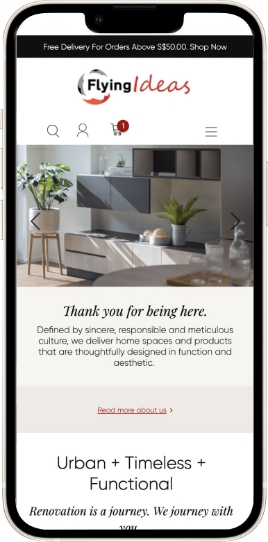 Free Delivery For Orders Above S$50.00. Shop Now
Flying Ideas
1
Thank you for being here.
Defined by sincere, responsible and meticulous
culture, we deliver home spaces and products
that are thoughtfully designed in function and
aesthetic.
Read more about us >
Urban + Timeless +
Functional
Renovation is a journey. We journey with
you